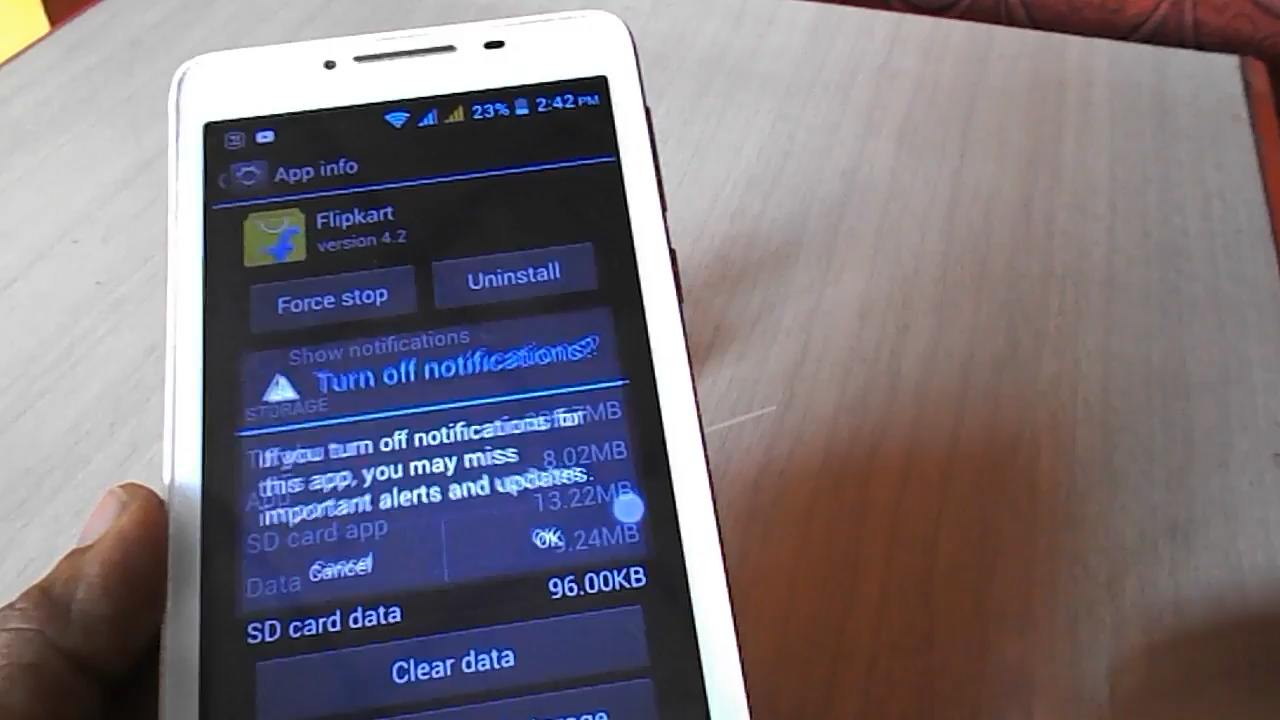 23% 2:42 PM
App info
Flipkart
version 4.2
Force stop
Uninstall
Show notifications
Turn off notifications?
STORAGE
If you turn off notifications for
this app, you may miss
important alerts and updates.
8.02MB
13.22MB
SD card app
Cancel
OK
Data
SD card data
96.00KB
Clear data